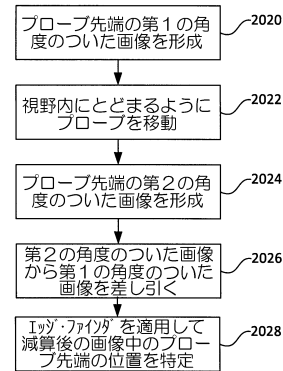 プローブ先端の第１の角
度のついた画像を形成
2020
視野内にとどまるように
プローブを移動
2022
プローブ先端の第２の角
度のついた画像を形成
2024
第２の角度のついた画像
から第１の角度のついた
画像を差し引く
2026
ｴｯｼﾞ･ﾌｧｲﾝﾀﾞを適用して
減算後の画像中のプロー
ブ先端の位置を特定
2028